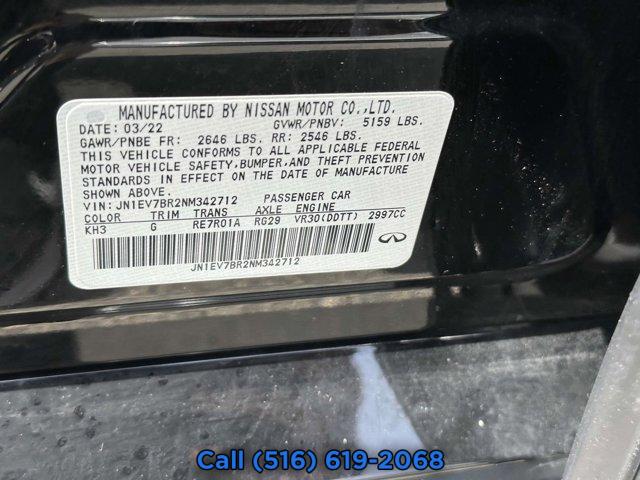 MANUFACTURED BY NISSAN MOTOR CO.,LTD.
DATE: 03/22 GVWR/PNBV: 5159 LBS.
GAWR/PNBE FR: 2646 LBS. RR: 2546 LBS.
THIS VEHICLE CONFORMS TO ALL APPLICABLE FEDERAL
MOTOR VEHICLE SAFETY,BUMPER,AND THEFT PREVENTION
STANDARDS IN EFFECT ON THE DATE OF MANUFACTURE
SHOWN ABOVE.
VIN: JN1EV7BR2NM342712 PASSENGER CAR
COLOR TRIM TRANS AXLE ENGINE
KH3 G RE7R01A RG29 VR30(DDTT) 2997CC
JN1EV7BR2NM342712
Call (516) 619-2068